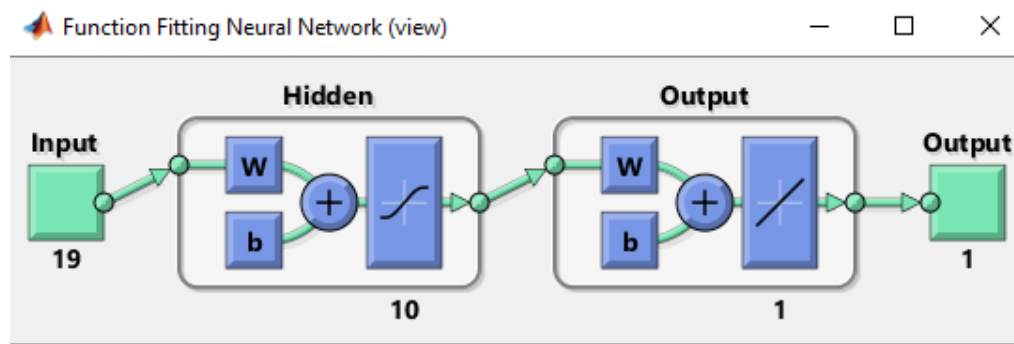 Function Fitting Neural Network (view)
Hidden
Output
Input
Output
W
W
b
b
19
1
10
1